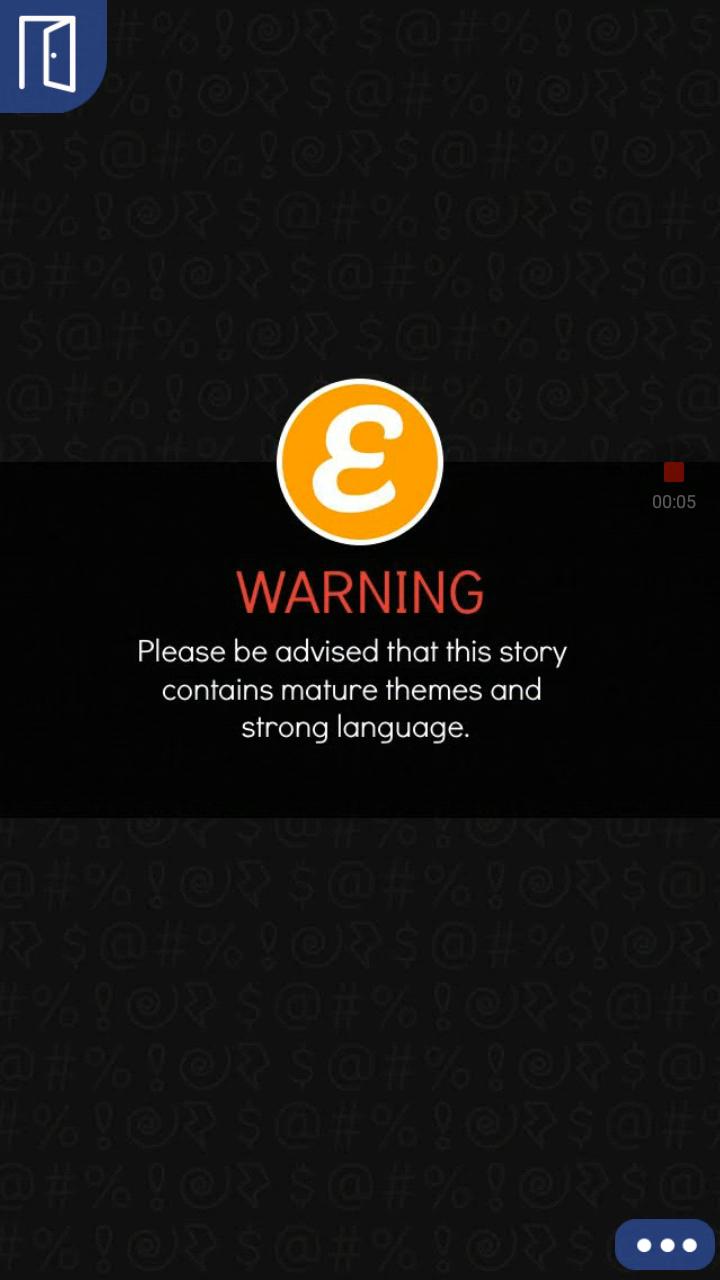 00:05
WARNING
Please be advised that this story
contains mature themes and
strong language.